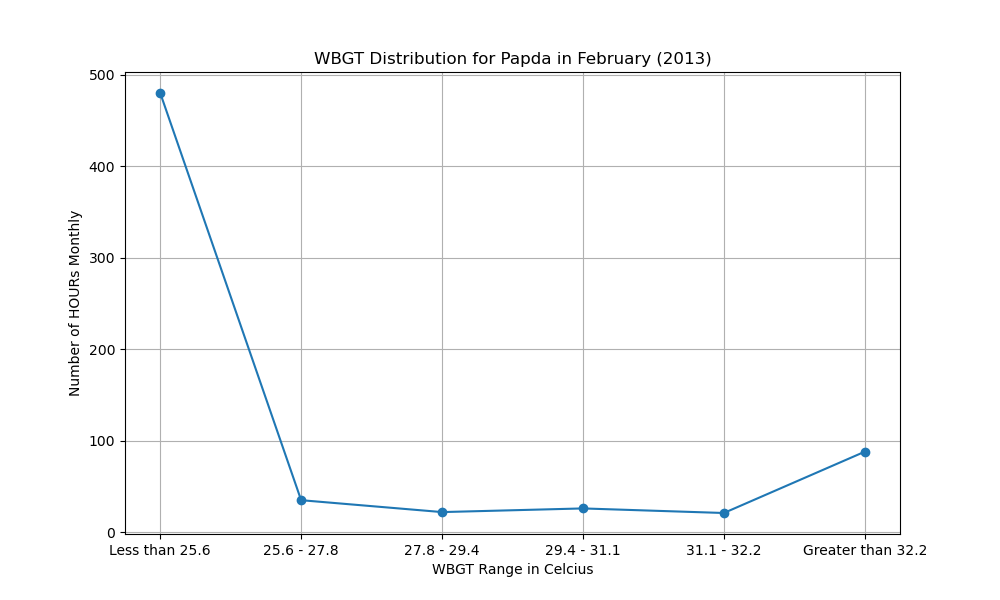 WBGT Distribution for Papda in February (2013)
Number of HOURs Monthly
500
400
300
200
100
0
Less than 25.6
25.6 - 27.8
27.8 - 29.4
29.4 - 31.1
31.1 - 32.2
Greater than 32.2
WBGT Range in Celcius